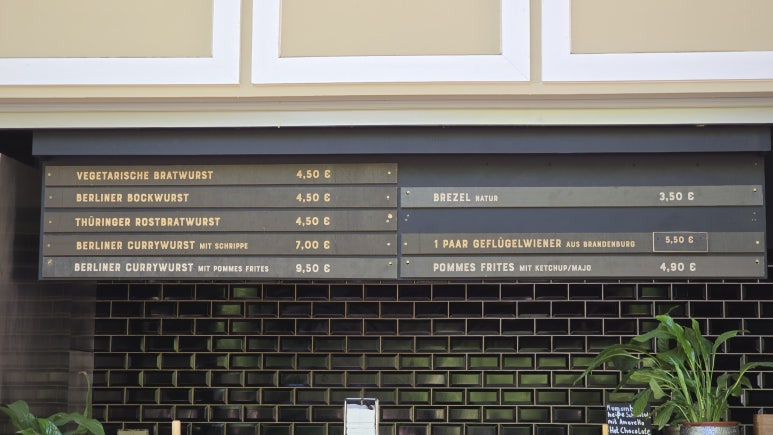 VEGETARISCHE BRATWURST 4,50 €
BERLINER BOCKWURST 4,50 €
THÜRINGER ROSTBRATWURST 4,50 €
BERLINER CURRYWURST MIT SCHRIPPE 7,00 €
BERLINER CURRYWURST MIT POMMES FRITES 9,50 €
BREZEL NATUR 3,50 €
1 PAAR GEFLÜGELWIENER AUS BRANDENBURG 5,50 €
POMMES FRITES MIT KETCHUP/MAJO 4,90 €
mit Amaretto
Hot Chocolate